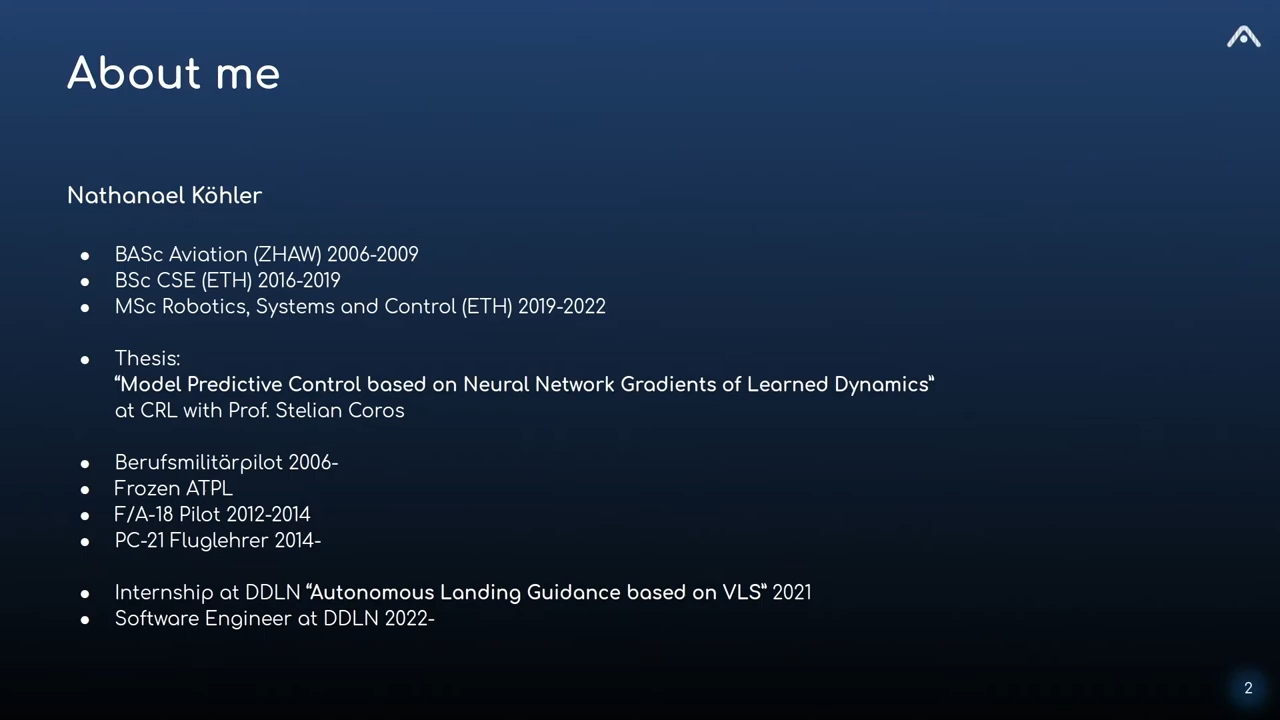 About me
Nathanael Köhler
● BASc Aviation (ZHAW) 2006-2009
● BSc CSE (ETH) 2016-2019
● MSc Robotics, Systems and Control (ETH) 2019-2022
● Thesis:
“Model Predictive Control based on Neural Network Gradients of Learned Dynamics”
at CRL with Prof. Stelian Coros
● Berufsmilitärpilot 2006-
● Frozen ATPL
● F/A-18 Pilot 2012-2014
● PC-21 Fluglehrer 2014-
● Internship at DDLN “Autonomous Landing Guidance based on VLS” 2021
● Software Engineer at DDLN 2022-
2